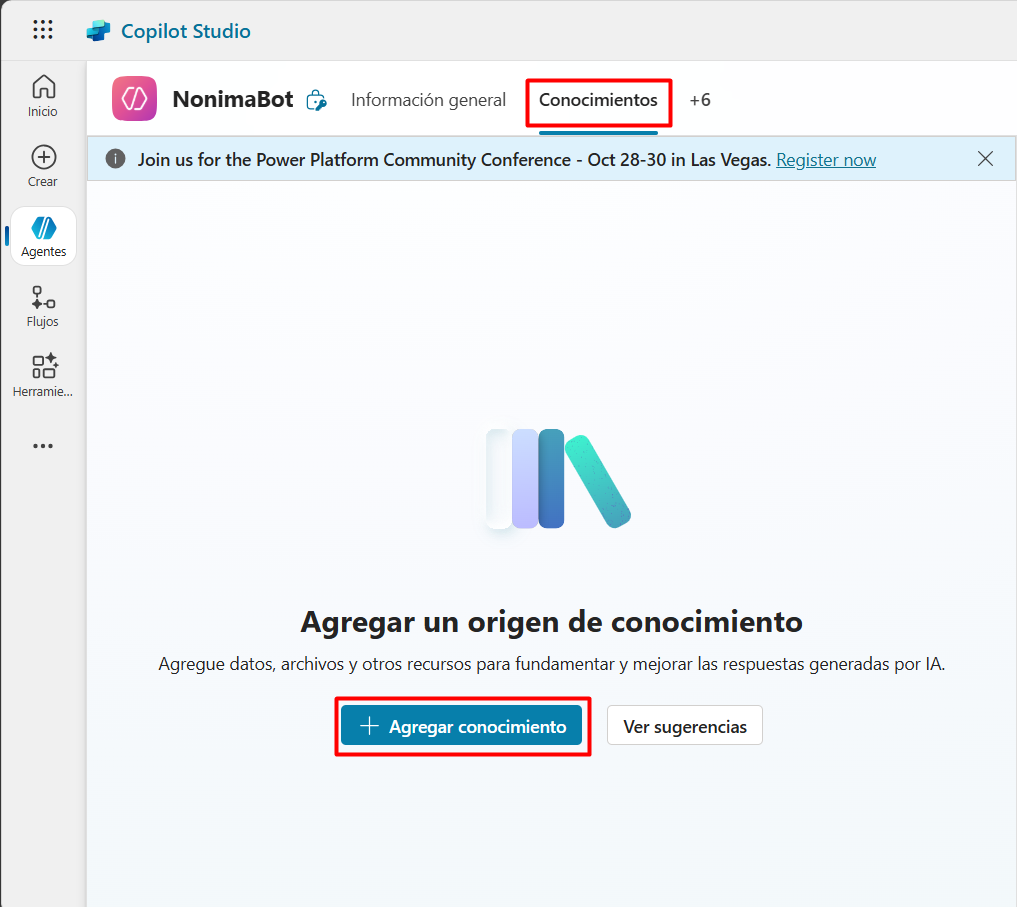 Copilot Studio
Inicio
Crear
Agentes
Flujos
Herramie...
NonimaBot
Información general
Conocimientos
+6
Join us for the Power Platform Community Conference - Oct 28-30 in Las Vegas. Register now
Agregar un origen de conocimiento
Agregue datos, archivos y otros recursos para fundamentar y mejorar las respuestas generadas por IA.
Agregar conocimiento
Ver sugerencias